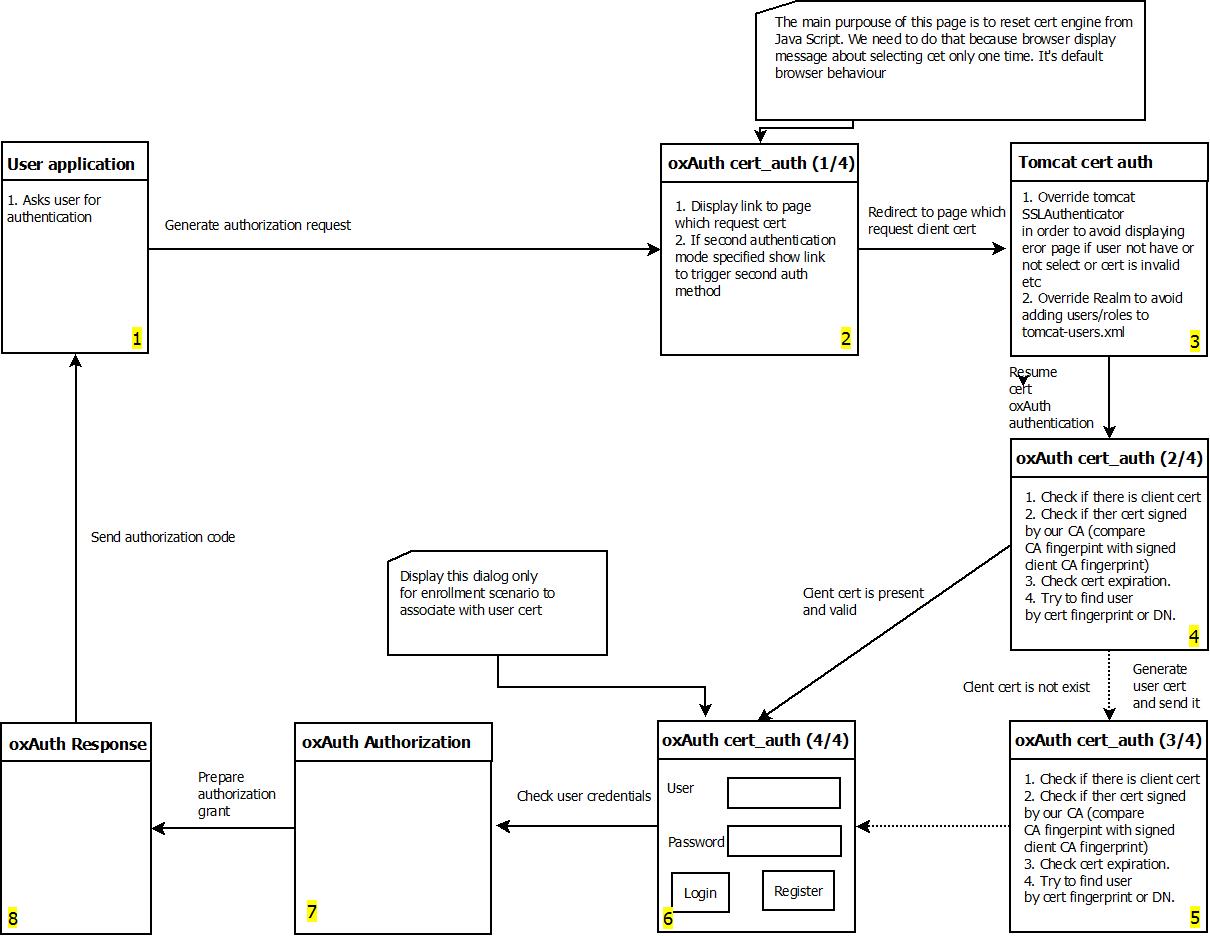 The main purpouse of this page is to reset cert engine from
Java Script. We need to do that because browser display
message about selecting cet only one time. It's default
browser behaviour
User application
1. Asks user for
authentication
1
Generate authorization request
oxAuth cert_auth (1/4)
1. Diisplay link to page
which request cert
2. If second authentication
mode specified show link
to trigger second auth
method
2
Redirect to page which
request client cert
Tomcat cert auth
1. Override tomcat
SSLAuthenticator
in order to avoid displaying
eror page if user not have or
not select or cert is invalid
etc
2. Override Realm to avoid
adding users/roles to
tomcat-users.xml
3
Resume
cert
oxAuth
authentication
oxAuth cert_auth (2/4)
1. Check if there is client cert
2. Check if ther cert signed
by our CA (compare
CA fingerpint with signed
client CA fingerprint)
3. Check cert expiration.
4. Try to find user
by cert fingerprint or DN.
4
Send authorization code
Display this dialog only
for enrollment scenario to
associate with user cert
Cient cert is present
and valid
Clent cert is not exist
Generate
user cert
and send it
oxAuth cert_auth (3/4)
1. Check if there is client cert
2. Check if ther cert signed
by our CA (compare
CA fingerpint with signed
client CA fingerprint)
3. Check cert expiration.
4. Try to find user
by cert fingerprint or DN.
5
oxAuth cert_auth (4/4)
User
Password
Login
Register
6
Check user credentials
oxAuth Authorization
7
Prepare
authorization
grant
oxAuth Response
8